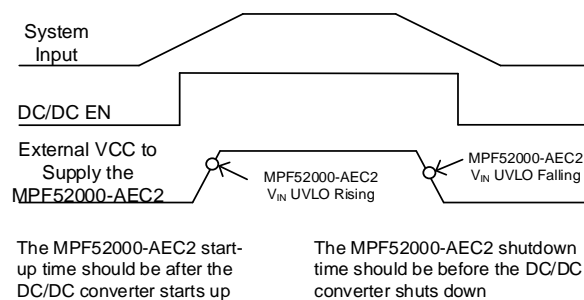 System
Input
DC/DC EN
External VCC to
Supply the
MPF52000-AEC2
MPF52000-AEC2
VIN UVLO Rising
MPF52000-AEC2
VIN UVLO Falling
The MPF52000-AEC2 start-
up time should be after the
DC/DC converter starts up
The MPF52000-AEC2 shutdown
time should be before the DC/DC
converter shuts down